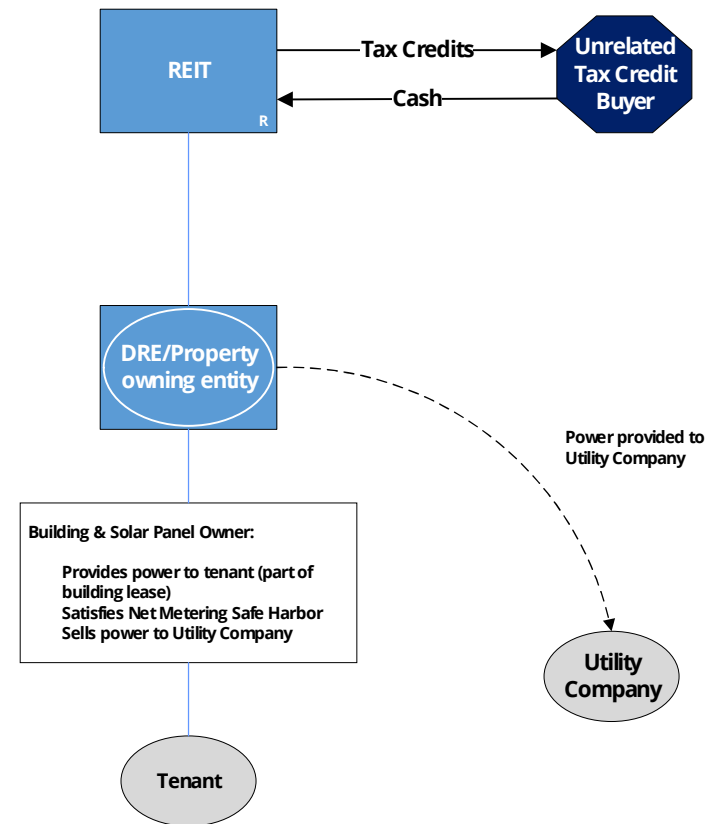 REIT
R
Tax Credits
Cash
Unrelated
Tax Credit
Buyer
DRE/Property
owning entity
Power provided to
Utility Company
Building & Solar Panel Owner:
Provides power to tenant (part of
building lease)
Satisfies Net Metering Safe Harbor
Sells power to Utility Company
Utility
Company
Tenant